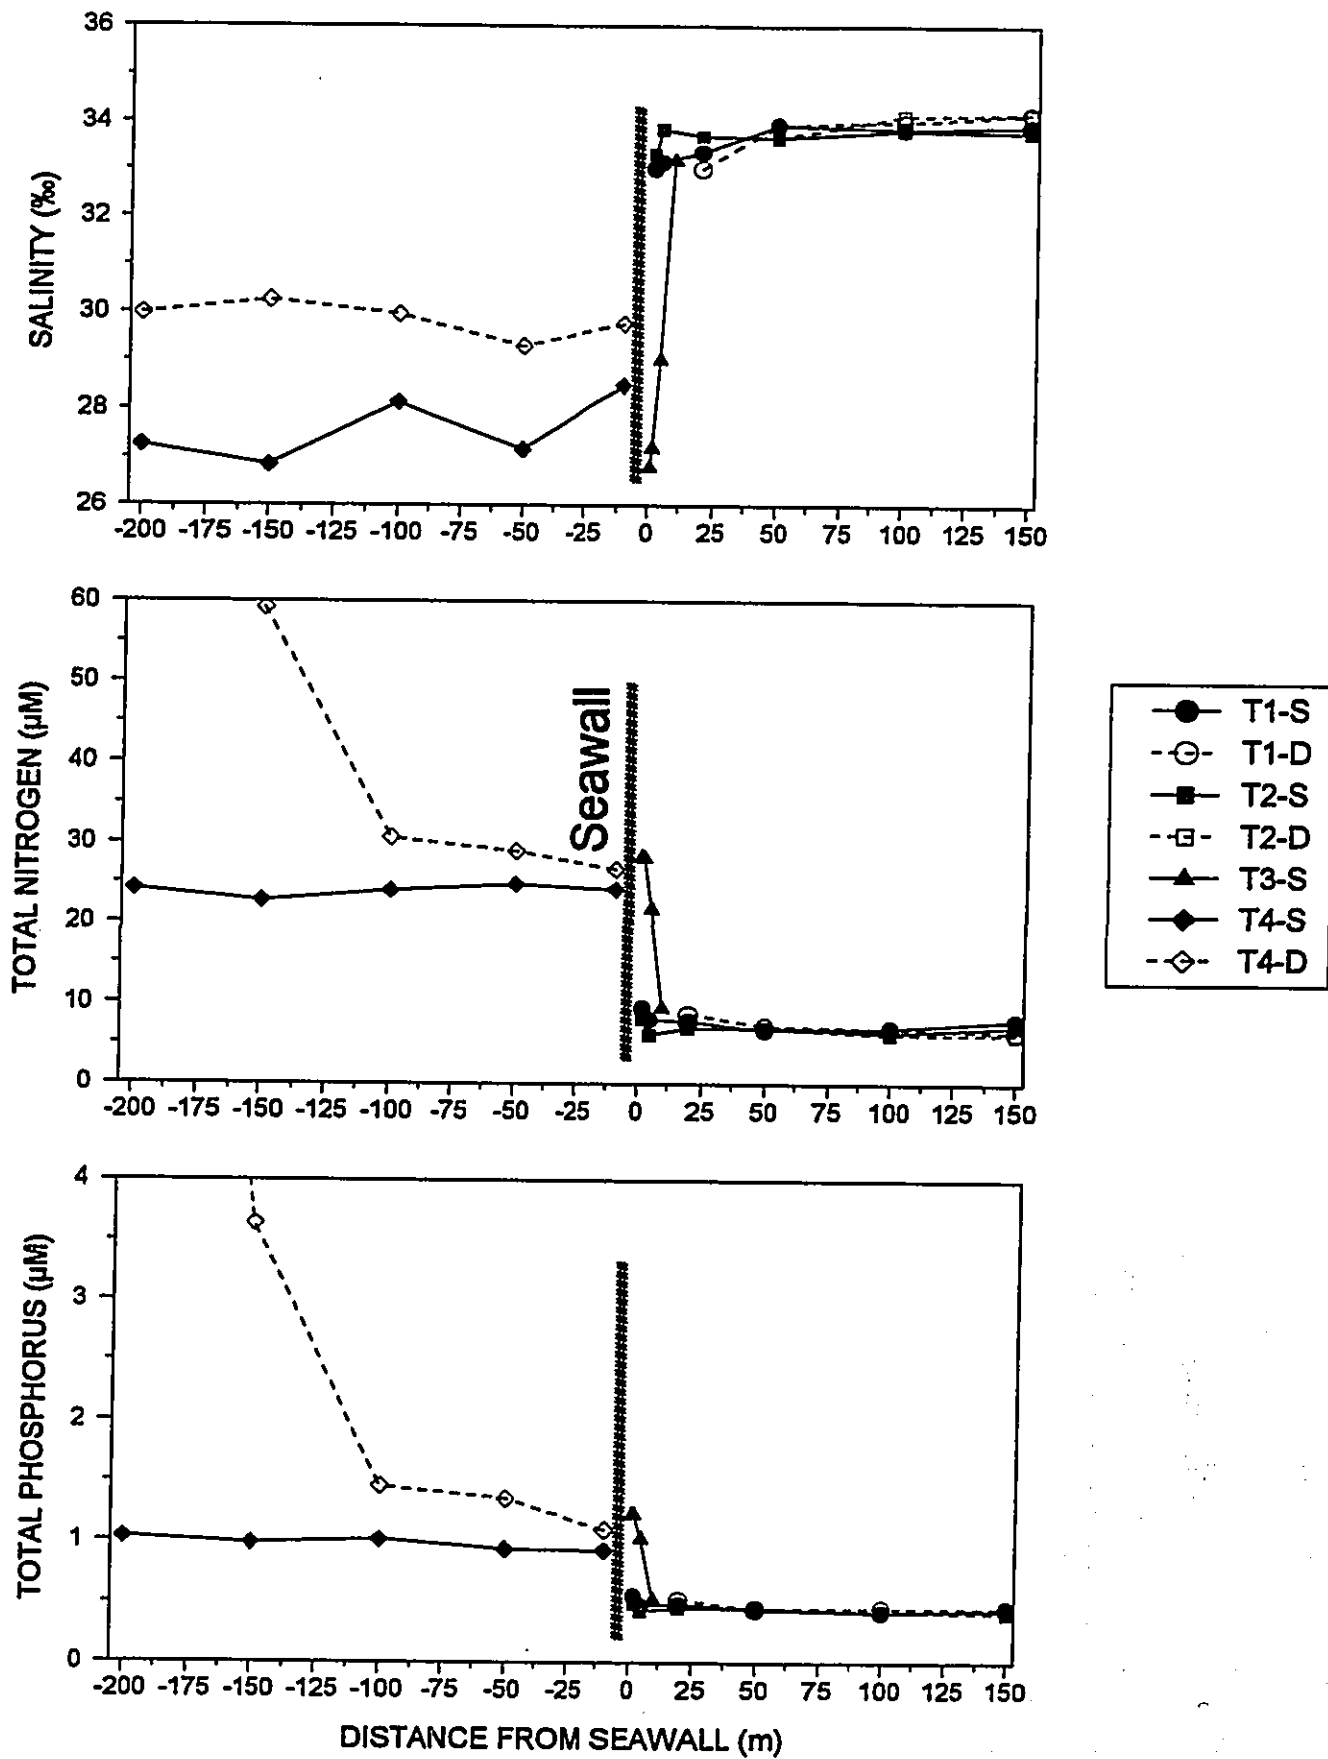 36
34
32
30
28
26
SALINITY (‰)
-200 -175 -150 -125 -100 -75 -50 -25 0 25 50 75 100 125 150
60
50
40
30
20
10
0
TOTAL NITROGEN (µM)
Seawall
-200 -175 -150 -125 -100 -75 -50 -25 0 25 50 75 100 125 150
T1-S
T1-D
T2-S
T2-D
T3-S
T4-S
T4-D
4
3
2
1
0
TOTAL PHOSPHORUS (µM)
-200 -175 -150 -125 -100 -75 -50 -25 0 25 50 75 100 125 150
DISTANCE FROM SEAWALL (m)